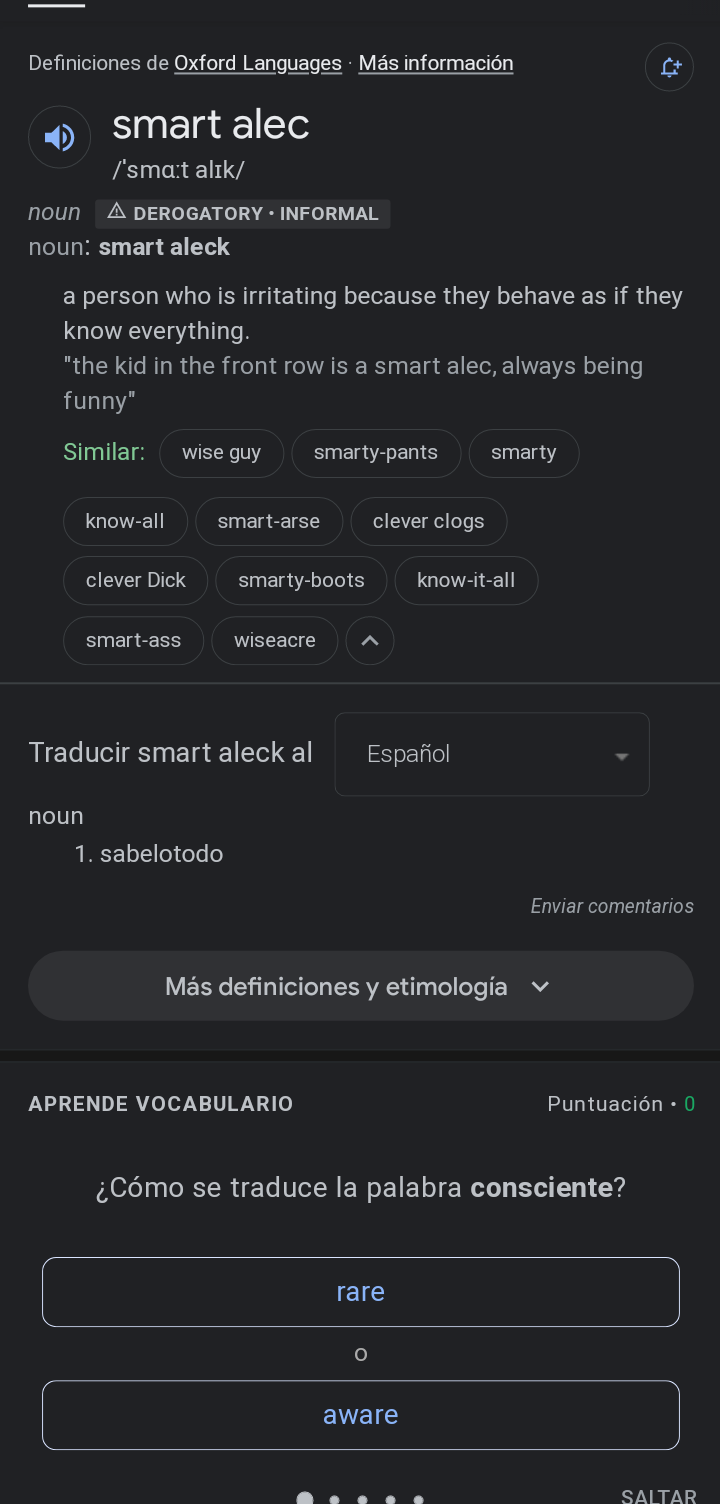 Definiciones de Oxford Languages · Más información
smart alec
/ˈsmɑːt alɪk/
noun DEROGATORY • INFORMAL
noun: smart aleck
a person who is irritating because they behave as if they
know everything.
"the kid in the front row is a smart alec, always being
funny"
Similar: wise guy smarty-pants smarty
know-all smart-arse clever clogs
clever Dick smarty-boots know-it-all
smart-ass wiseacre
Traducir smart aleck al Español
noun
1. sabelotodo
Enviar comentarios
Más definiciones y etimología
APRENDE VOCABULARIO Puntuación • 0
¿Cómo se traduce la palabra consciente?
rare
o
aware
SALTAR